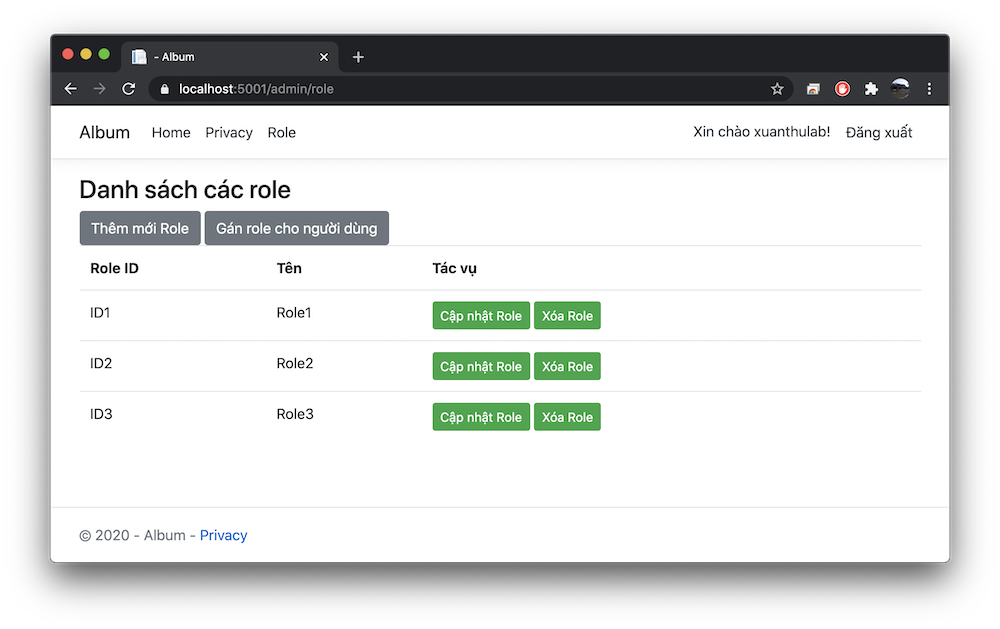 - Album
localhost:5001/admin/role
Album Home Privacy Role Xin chào xuanthulab! Đăng xuất
Danh sách các role
Thêm mới Role Gán role cho người dùng
Role ID Tên Tác vụ
ID1 Role1 Cập nhật Role Xóa Role
ID2 Role2 Cập nhật Role Xóa Role
ID3 Role3 Cập nhật Role Xóa Role
© 2020 - Album - Privacy